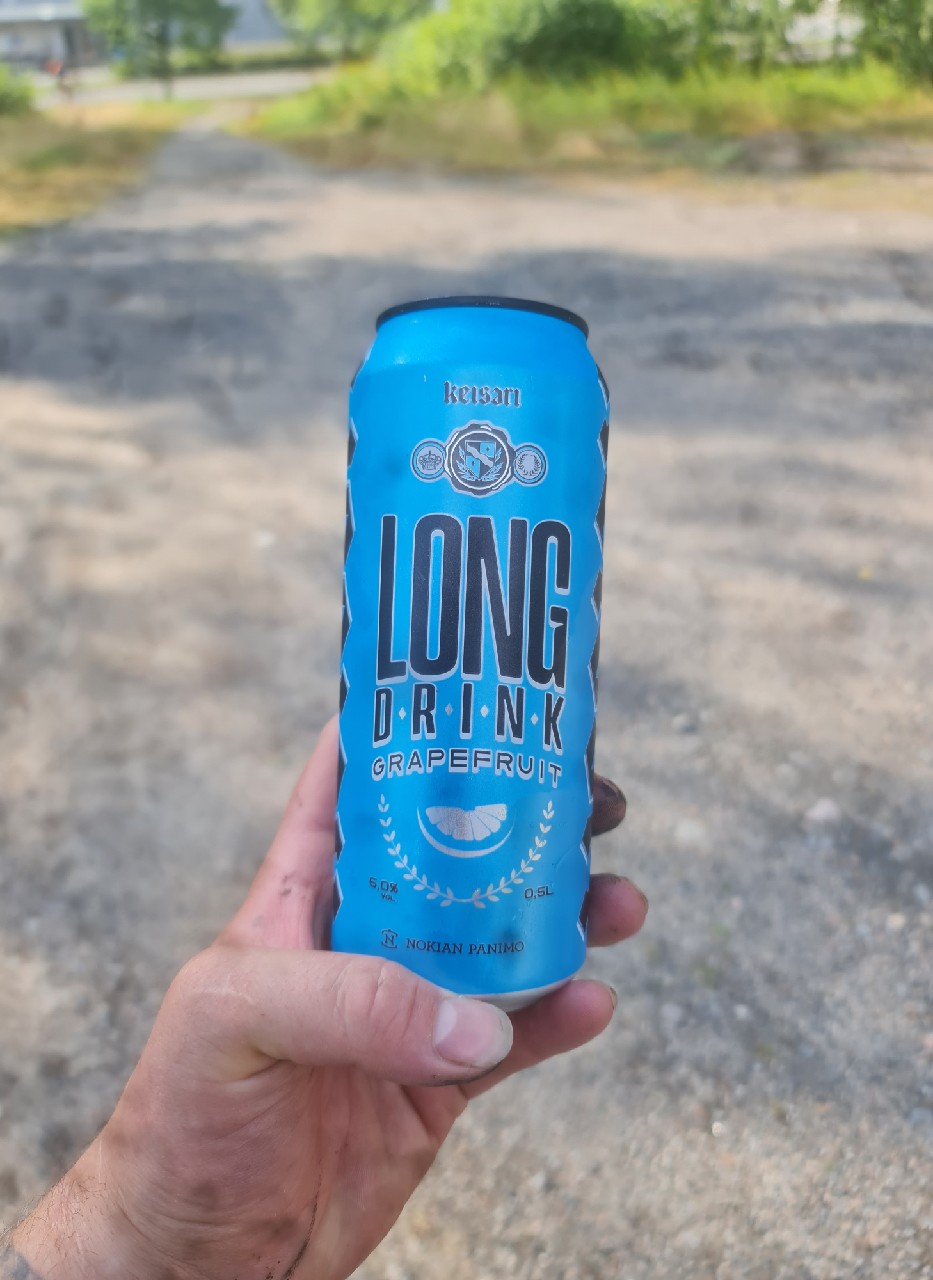 keisari
LONG
D·R·I·N·K
GRAPEFRUIT
5,0%
VOL
0,5L
N NOKIAN PANIMO